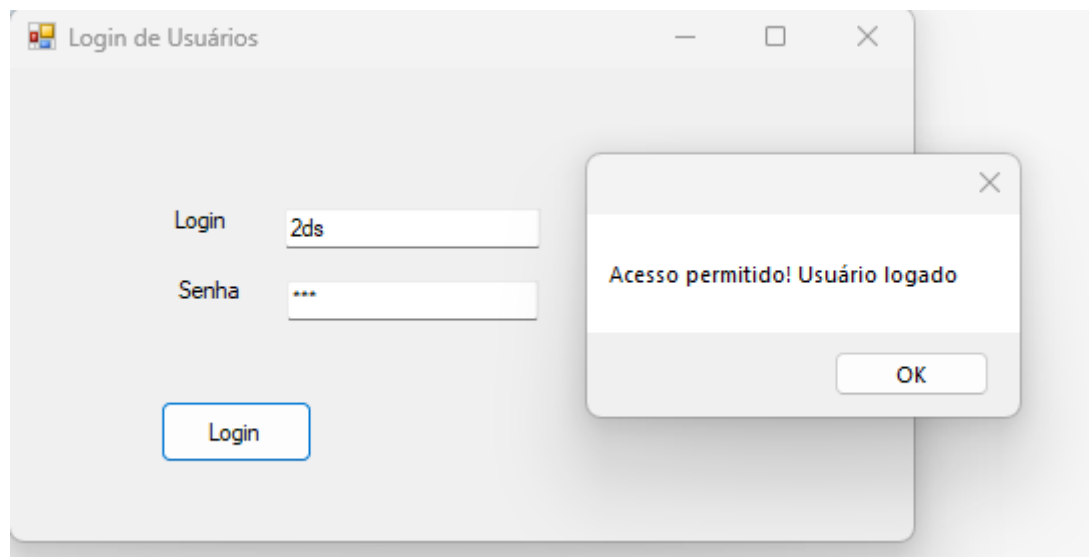 Login de Usuários
Login
2ds
Senha
***
Login
Acesso permitido! Usuário logado
OK